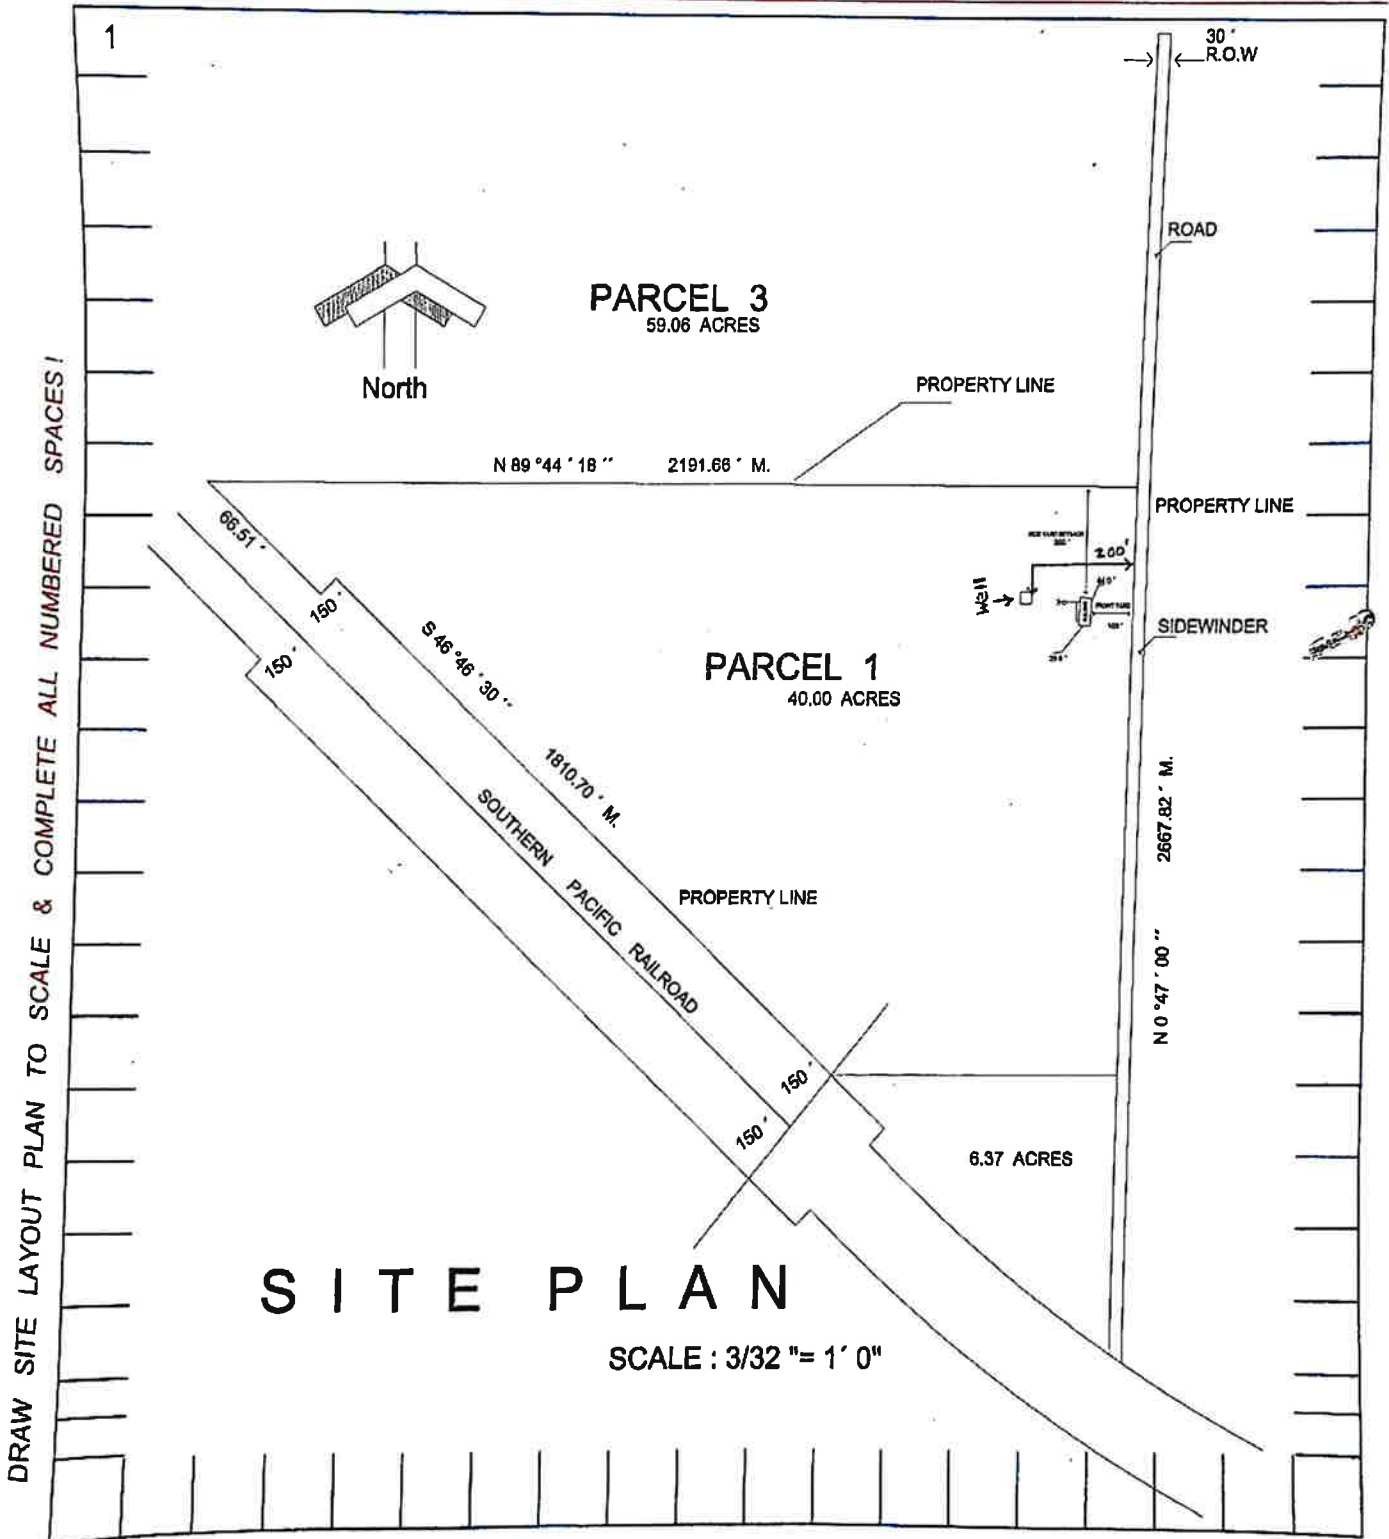 1
30'
R.O.W
ROAD
PARCEL 3
59.06 ACRES
North
PROPERTY LINE
N 89°44'18" 2191.66' M.
PROPERTY LINE
66.51'
200'
Well
150'
150'
S 46°46'30" 1810.70' M.
SIDEWINDER
PARCEL 1
40.00 ACRES
SOUTHERN PACIFIC RAILROAD
PROPERTY LINE
N 0°47'00" 2667.82' M.
150'
150'
6.37 ACRES
SITE PLAN
SCALE : 3/32 "= 1' 0"
DRAW SITE LAYOUT PLAN TO SCALE & COMPLETE ALL NUMBERED SPACES !